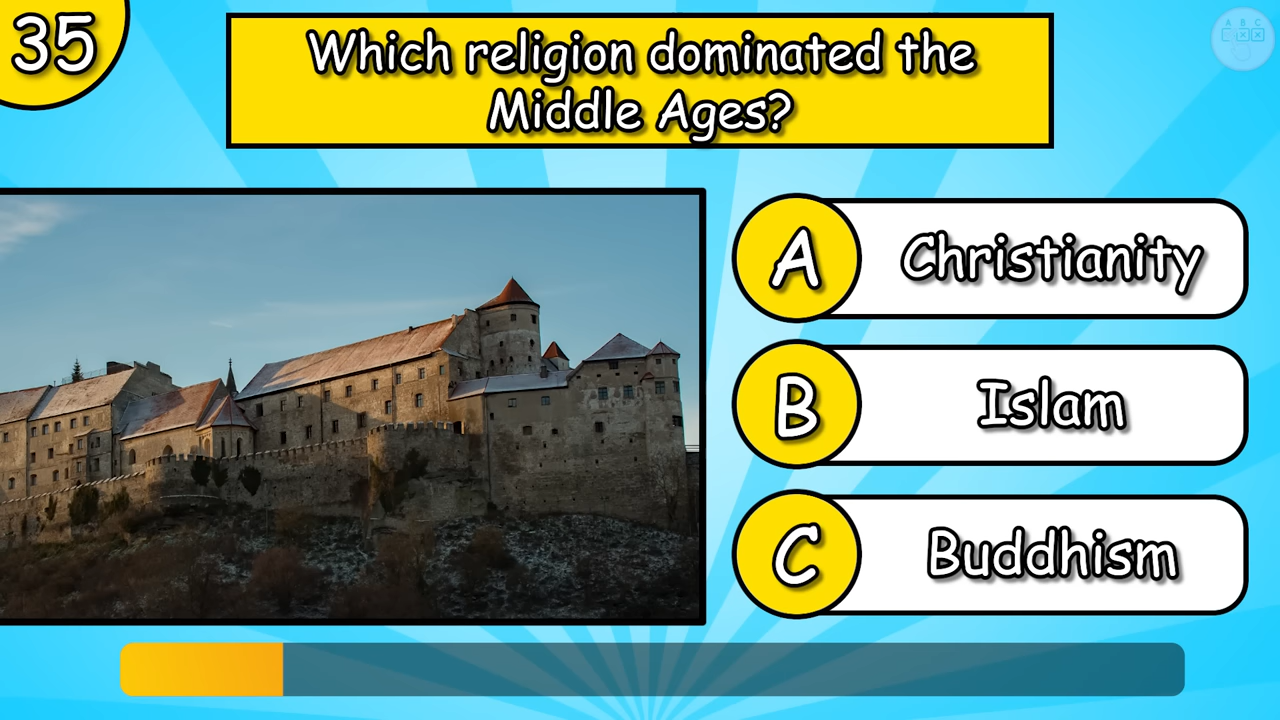 35
Which religion dominated the
Middle Ages?
A B C
A Christianity
B Islam
C Buddhism